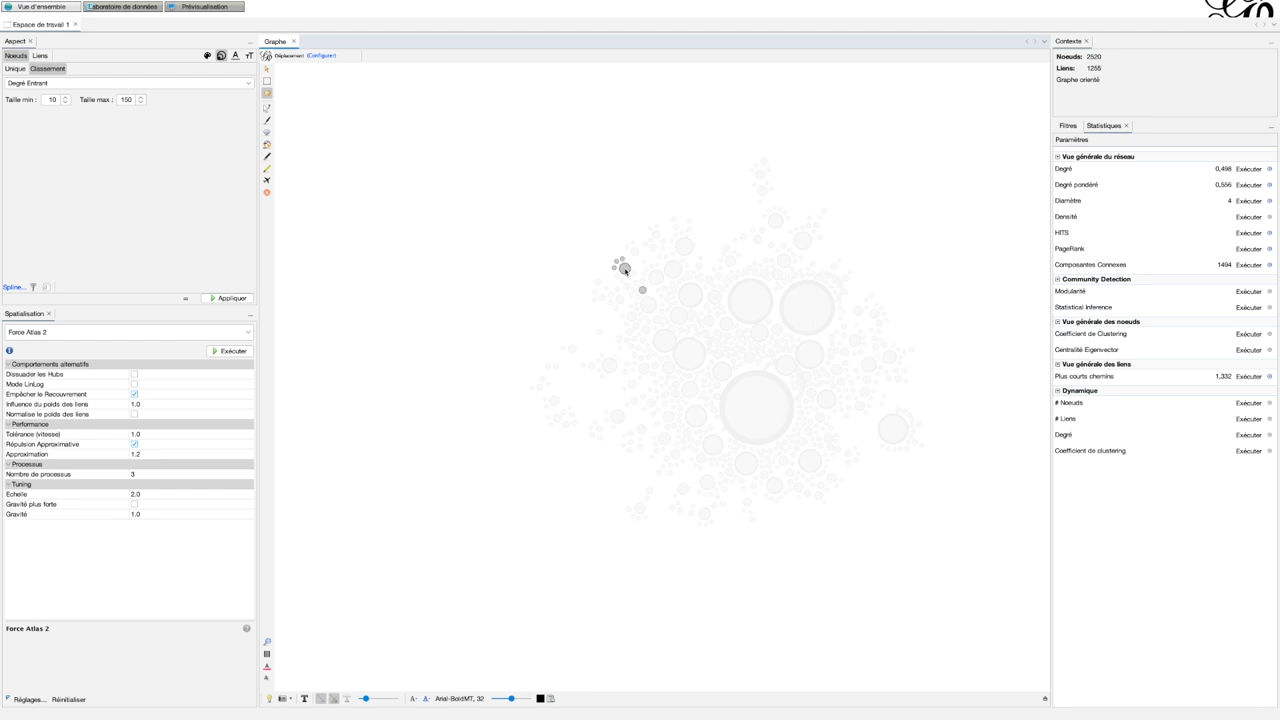 Vue d'ensemble Laboratoire de données Prévisualisation
Espace de travail 1
Aspect
Noeuds Liens
Unique Classement
Degré Entrant
Taille min : 10 Taille max : 150
Spline...
Appliquer
Spatialisation
Force Atlas 2
Exécuter
Comportements alternatifs
Dissuader les Hubs
Mode LinLog
Empêcher le Recouvrement
Influence du poids des liens 1.0
Normalise le poids des liens
Performance
Tolérance (vitesse) 1.0
Répulsion Approximative
Approximation 1.2
Processus
Nombre de processus 3
Tuning
Echelle 2.0
Gravité plus forte
Gravité 1.0
Force Atlas 2
Réglages... Réinitialiser
Graphe
Déplacement (Configurer)
Arial-BoldMT, 32
Contexte
Noeuds: 2520
Liens: 1255
Graphe orienté
Filtres Statistiques
Paramètres
Vue générale du réseau
Degré 0,498 Exécuter
Degré pondéré 0,556 Exécuter
Diamètre 4 Exécuter
Densité Exécuter
HITS Exécuter
PageRank Exécuter
Composantes Connexes 1494 Exécuter
Community Detection
Modularité Exécuter
Statistical Inference Exécuter
Vue générale des noeuds
Coefficient de Clustering Exécuter
Centralité Eigenvector Exécuter
Vue générale des liens
Plus courts chemins 1,332 Exécuter
Dynamique
# Noeuds Exécuter
# Liens Exécuter
Degré Exécuter
Coefficient de clustering Exécuter